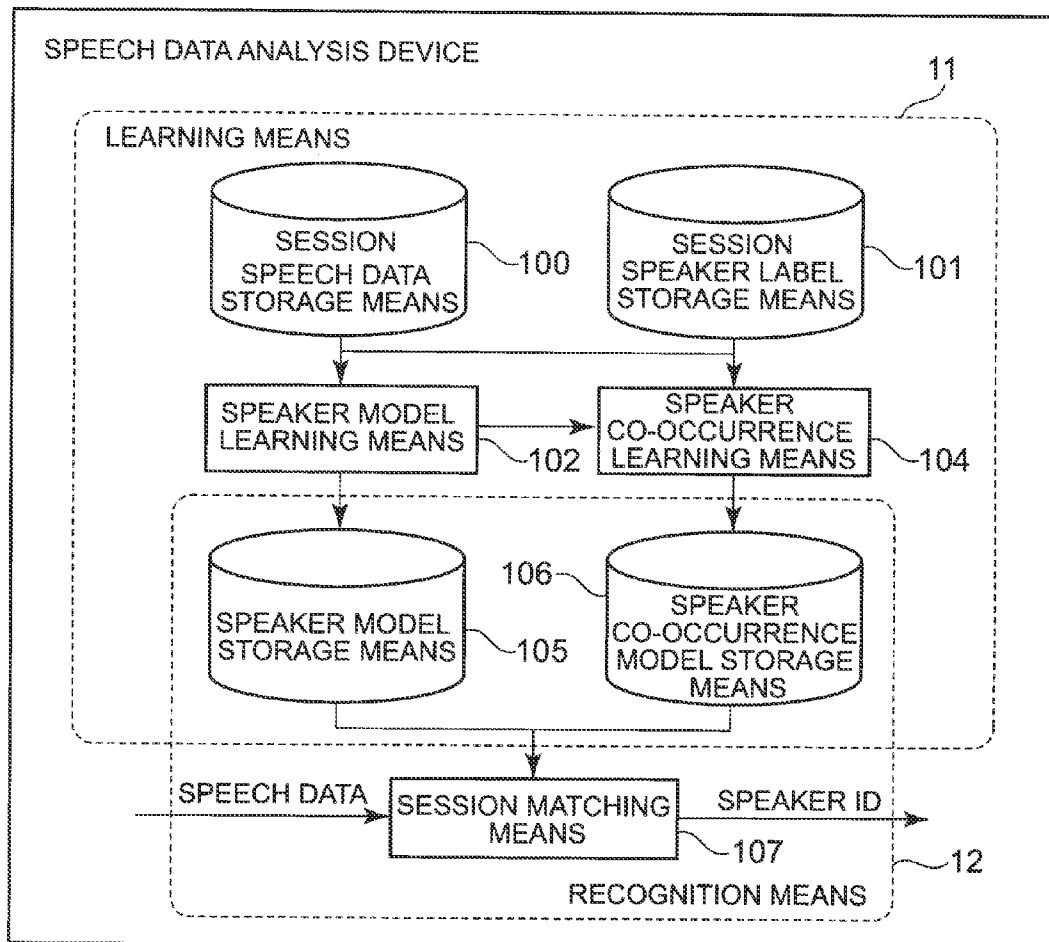 SPEECH DATA ANALYSIS DEVICE
11
LEARNING MEANS
SESSION
SPEECH DATA
STORAGE MEANS
100
SESSION
SPEAKER LABEL
STORAGE MEANS
101
SPEAKER MODEL
LEARNING MEANS
102
SPEAKER
CO-OCCURRENCE
LEARNING MEANS
104
SPEAKER MODEL
STORAGE MEANS
105
106
SPEAKER
CO-OCCURRENCE
MODEL STORAGE
MEANS
SPEECH DATA
SESSION MATCHING
MEANS
107
SPEAKER ID
12
RECOGNITION MEANS